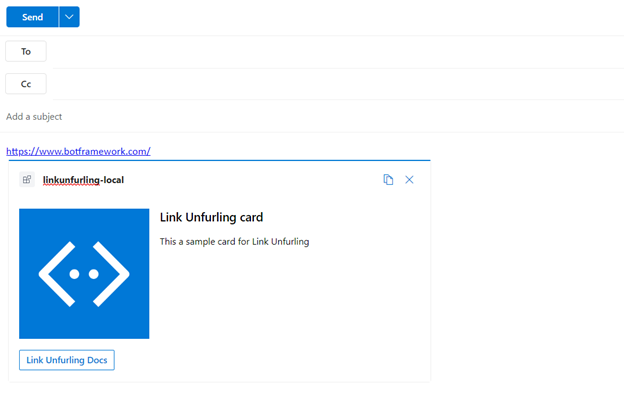 Send
To
Cc
Add a subject
https://www.botframework.com/
linkunfurling-local
Link Unfurling card
This a sample card for Link Unfurling
Link Unfurling Docs